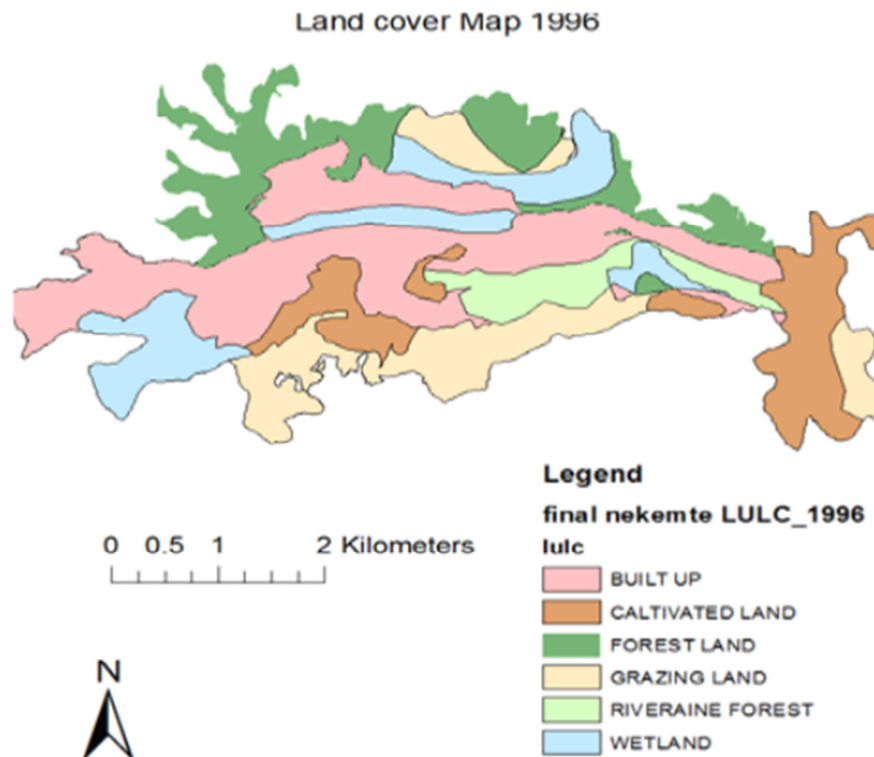 Land cover Map 1996
Legend
final nekemte LULC_1996
lulc
0 0.5 1 2 Kilometers
BUILT UP
CALTIVATED LAND
FOREST LAND
GRAZING LAND
RIVERAINE FOREST
WETLAND
N